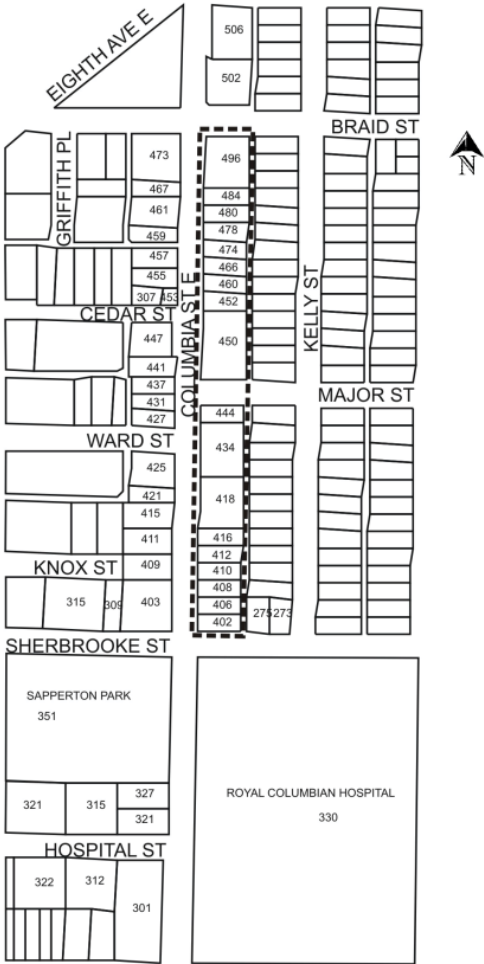 EIGHTH AVE E
506
502
BRAID ST
N
GRIFFITH PL
473
467
461
459
496
484
480
478
474
466
460
452
450
457
455
307 453
CEDAR ST
COLUMBIA ST E
KELLY ST
447
441
437
431
427
MAJOR ST
444
434
418
WARD ST
425
421
415
411
409
416
412
410
408
406
402
KNOX ST
315 309 403
275 273
SHERBROOKE ST
SAPPERTON PARK
351
321 315 327
321
ROYAL COLUMBIAN HOSPITAL
330
HOSPITAL ST
322 312 301